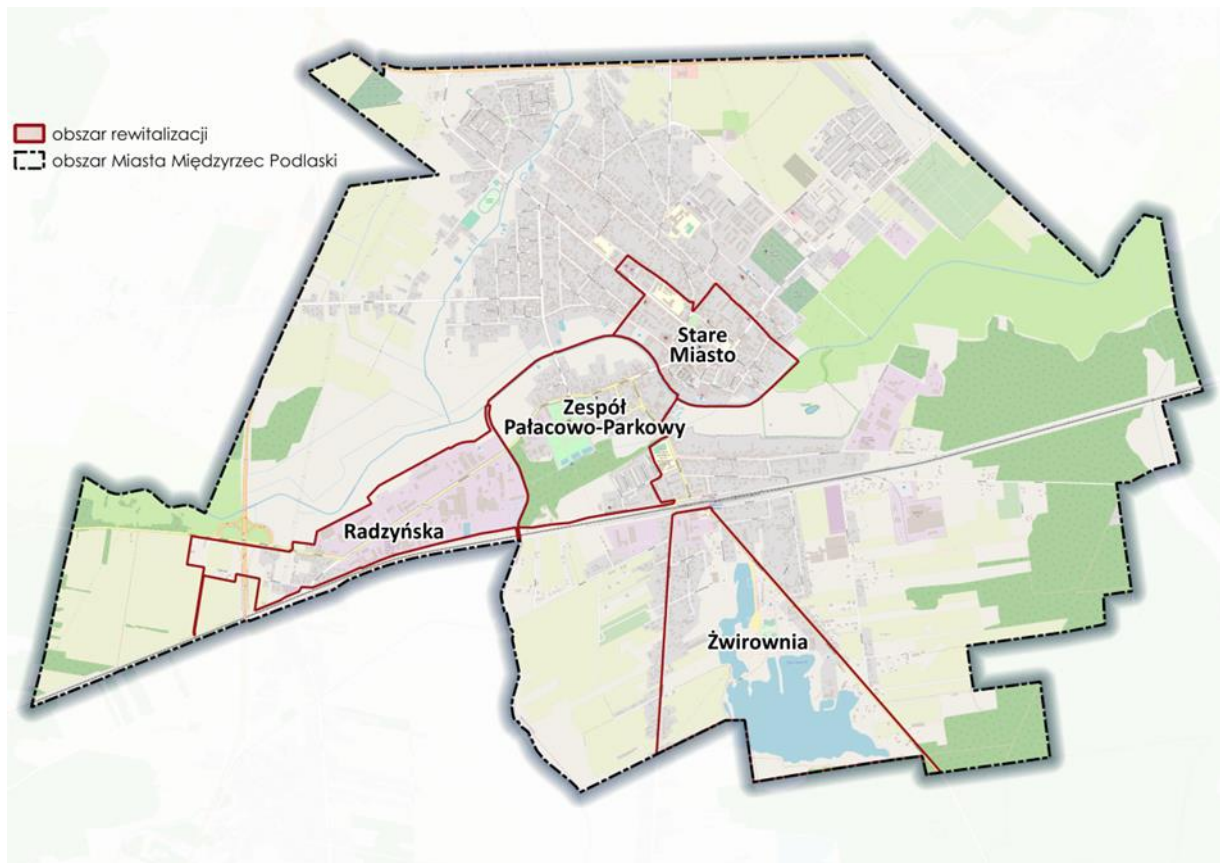 obszar rewitalizacji
obszar Miasta Międzyrzec Podlaski
Stare
Miasto
Zespół
Pałacowo-Parkowy
Radzyńska
Żwirownia